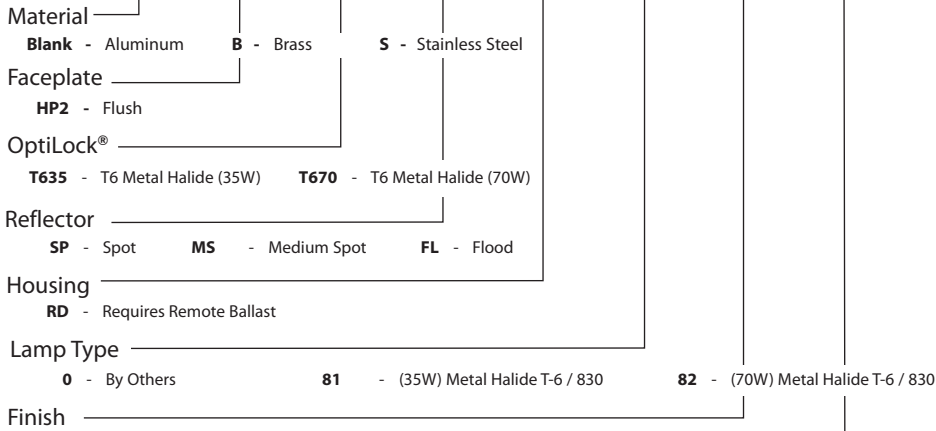 Material
Blank - Aluminum B - Brass S - Stainless Steel
Faceplate
HP2 - Flush
OptiLock®
T635 - T6 Metal Halide (35W) T670 - T6 Metal Halide (70W)
Reflector
SP - Spot MS - Medium Spot FL - Flood
Housing
RD - Requires Remote Ballast
Lamp Type
0 - By Others 81 - (35W) Metal Halide T-6 / 830 82 - (70W) Metal Halide T-6 / 830
Finish